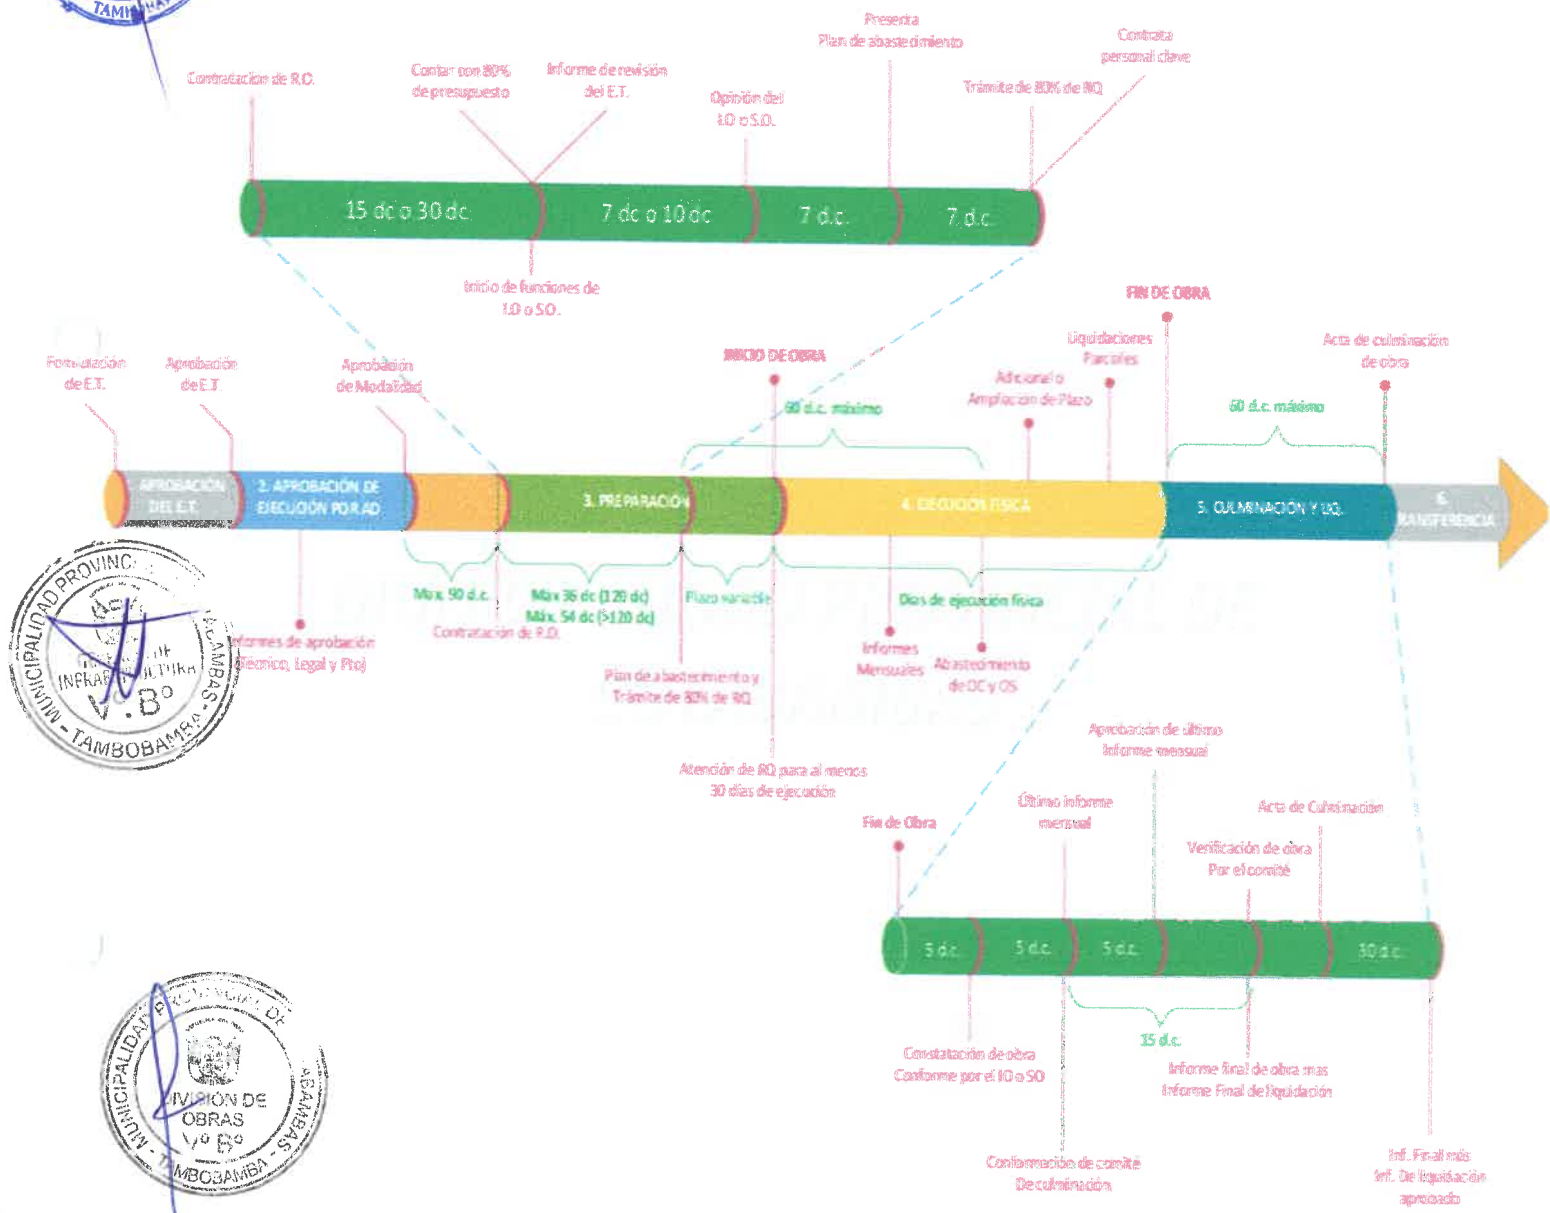 TAMBOBAMBA
Presenta
Plan de abastecimiento
Contrata
personal clave
Contratación de R.O.
Contar con 80%
de presupuesto
Informe de revisión
del E.T.
Opinión del
I.O o S.O.
Trámite de 80% de RQ
15 dc o 30 dc
7 dc o 10 dc
7 d.c.
7 d.c.
Inicio de funciones de
I.O o S.O.
FIN DE OBRA
Formulación
de E.T.
Aprobación
de E.T.
Aprobación
de Modalidad
INICIO DE OBRA
Liquidaciones
Parciales
Acta de culminación
de obra
Adicional o
Ampliación de Plazo
60 d.c. máximo
60 d.c. máximo
APROBACIÓN
DEL E.T.
2. APROBACIÓN DE
EJECUCIÓN POR AD
3. PREPARACIÓN
4. EJECUCIÓN FÍSICA
5. CULMINACIÓN Y LIQ.
6.
TRANSFERENCIA
Max. 90 d.c.
Máx 36 dc (120 dc)
Máx. 54 dc (>120 dc)
Plazo variable
Días de ejecución física
Informes de aprobación
(Técnico, Legal y Pto)
Contratación de R.O.
Plan de abastecimiento y
Trámite de 80% de RQ
Informes
Mensuales
Abastecimiento
de OC y OS
Atención de RQ para al menos
30 días de ejecución
MUNICIPALIDAD PROVINCIAL
INFRAESTRUCTURA
V°. B°
TAMBOBAMBA
Aprobación de último
Informe mensual
Fin de Obra
Último informe
mensual
Acta de Culminación
Verificación de obra
Por el comité
5 d.c.
5 d.c.
5 d.c.
30 d.c.
15 d.c.
Constatación de obra
Conforme por el IO o SO
Informe final de obra mas
Informe Final de liquidación
Conformación de comité
De culminación
Inf. Final más
Inf. De liquidación
aprobado
MUNICIPALIDAD PROVINCIAL DE
DIVISIÓN DE
OBRAS
V° B°
TAMBOBAMBA